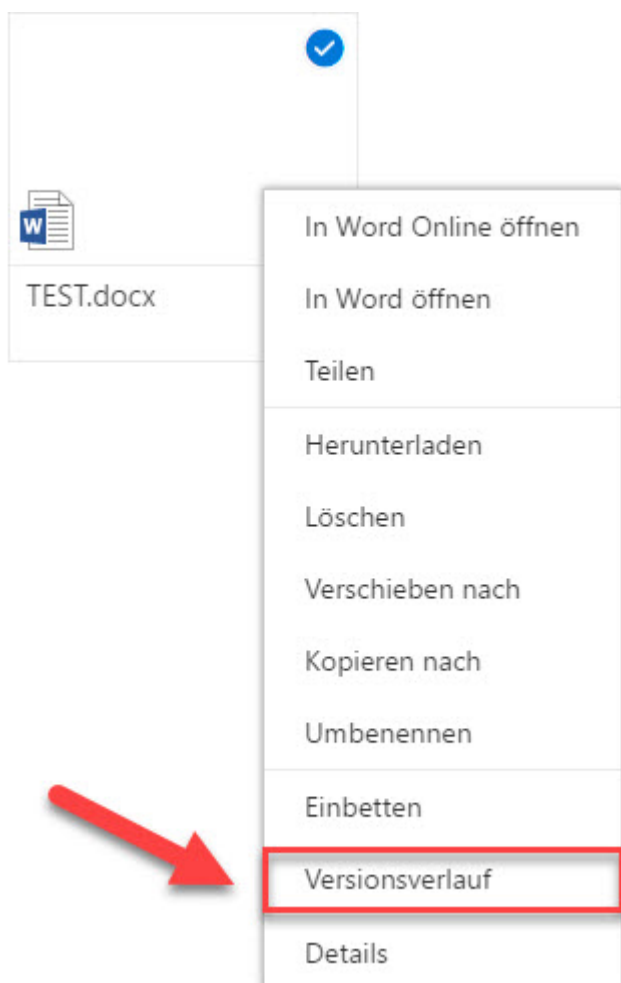 W
TEST.docx
In Word Online öffnen
In Word öffnen
Teilen
Herunterladen
Löschen
Verschieben nach
Kopieren nach
Umbenennen
Einbetten
Versionsverlauf
Details